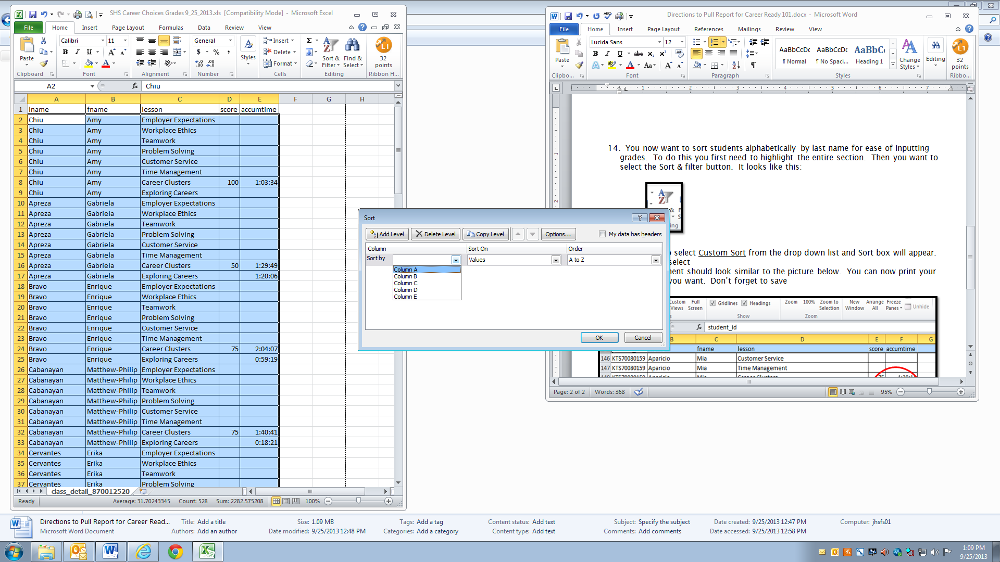 SHS Career Choices Grades 9_25_2013.xls [Compatibility Mode] - Microsoft Excel
File Home Insert Page Layout Formulas Data Review View
Calibri 11 General
Paste B I U $ % , Styles Insert Delete Format Σ Sort & Filter Find & Select 32 points
Clipboard Font Alignment Number Cells Editing Ribbon H...
A2 fx Chiu
A B C D E F G H
1 lname fname lesson score accumtime
2 Chiu Amy Employer Expectations
3 Chiu Amy Workplace Ethics
4 Chiu Amy Teamwork
5 Chiu Amy Problem Solving
6 Chiu Amy Customer Service
7 Chiu Amy Time Management
8 Chiu Amy Career Clusters 100 1:03:34
9 Chiu Amy Exploring Careers
10 Apreza Gabriela Employer Expectations
11 Apreza Gabriela Workplace Ethics
12 Apreza Gabriela Teamwork
13 Apreza Gabriela Problem Solving
14 Apreza Gabriela Customer Service
15 Apreza Gabriela Time Management
16 Apreza Gabriela Career Clusters 50 1:29:49
17 Apreza Gabriela Exploring Careers 1:20:06
18 Bravo Enrique Employer Expectations
19 Bravo Enrique Workplace Ethics
20 Bravo Enrique Teamwork
21 Bravo Enrique Problem Solving
22 Bravo Enrique Customer Service
23 Bravo Enrique Time Management
24 Bravo Enrique Career Clusters 75 2:04:07
25 Bravo Enrique Exploring Careers 0:59:19
26 Cabanayan Matthew-Philip Employer Expectations
27 Cabanayan Matthew-Philip Workplace Ethics
28 Cabanayan Matthew-Philip Teamwork
29 Cabanayan Matthew-Philip Problem Solving
30 Cabanayan Matthew-Philip Customer Service
31 Cabanayan Matthew-Philip Time Management
32 Cabanayan Matthew-Philip Career Clusters 75 1:40:41
33 Cabanayan Matthew-Philip Exploring Careers 0:18:21
34 Cervantes Erika Employer Expectations
35 Cervantes Erika Workplace Ethics
36 Cervantes Erika Teamwork
37 Cervantes Erika Problem Solving
class_detail_870012520
Ready Average: 31.70243345 Count: 528 Sum: 2282.575208 100%
Sort
Add Level Delete Level Copy Level Options... My data has headers
Column Sort On Order
Sort by Values A to Z
Column A
Column B
Column C
Column D
Column E
OK Cancel
Directions to Pull Report for Career Ready 101.docx - Microsoft Word
File Home Insert Page Layout References Mailings Review View
Lucida Sans 12
Paste B I U abc x₂ x² Aa AaBbCcDc AaBbCcDc AaBbC Change Styles Editing 32 points
¶ Normal ¶ No Spaci... Heading 1
Clipbo... Font Paragraph Styles Ribbo...
1 2 3 4 5 6 7
14. You now want to sort students alphabetically by last name for ease of inputting
grades. To do this you first need to highlight the entire section. Then you want to
select the Sort & filter button. It looks like this:
select Custom Sort from the drop down list and Sort box will appear.
select
should look similar to the picture below. You can now print your
you want. Don't forget to save
Full Screen Gridlines Headings Zoom 100% Zoom to Selection New Window Arrange All Freeze Panes Unhide
Show Zoom
fx student_id
B C D E F G
fname lesson score accumtime
146 KTS70080159 Aparicio Mia Customer Service
147 KTS70080159 Aparicio Mia Time Management
148 KTS70080159 Aparicio Mia Career Clusters 75
Page: 2 of 2 Words: 368 95%
Directions to Pull Report for Career Read... Title: Add a title Size: 1.09 MB Tags: Add a tag Content status: Add text Subject: Specify the subject Date created: 9/25/2013 12:47 PM Computer: jhsfs01
Microsoft Word Document Authors: Add an author Date modified: 9/25/2013 12:48 PM Categories: Add a category Content type: Add text Comments: Add comments Date accessed: 9/25/2013 12:58 PM
1:09 PM
9/25/2013